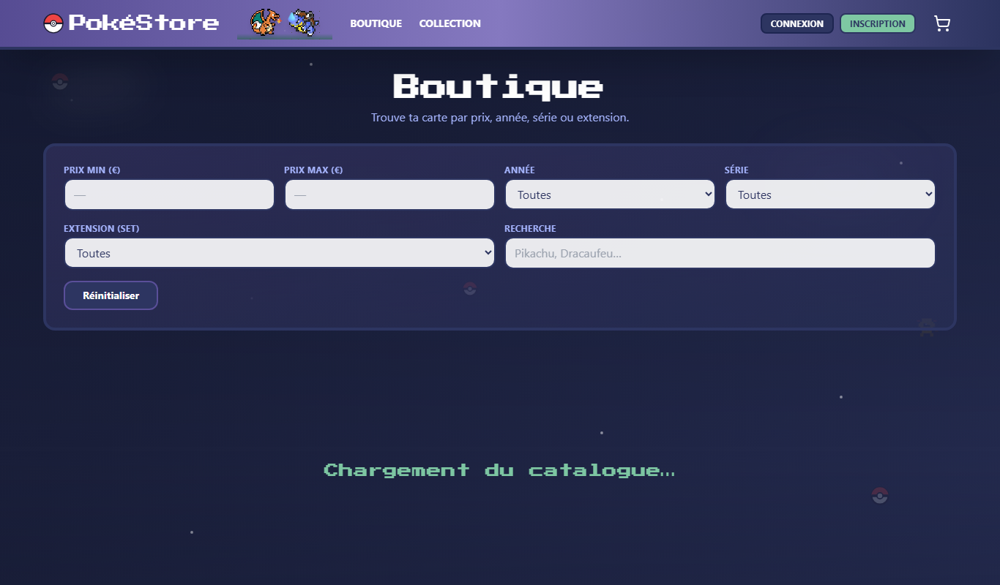 PokéStore
BOUTIQUE
COLLECTION
CONNEXION
INSCRIPTION
Boutique
Trouve ta carte par prix, année, série ou extension.
PRIX MIN (€)
PRIX MAX (€)
ANNÉE
SÉRIE
—
—
Toutes
Toutes
EXTENSION (SET)
RECHERCHE
Toutes
Pikachu, Dracaufeu...
Réinitialiser
Chargement du catalogue…